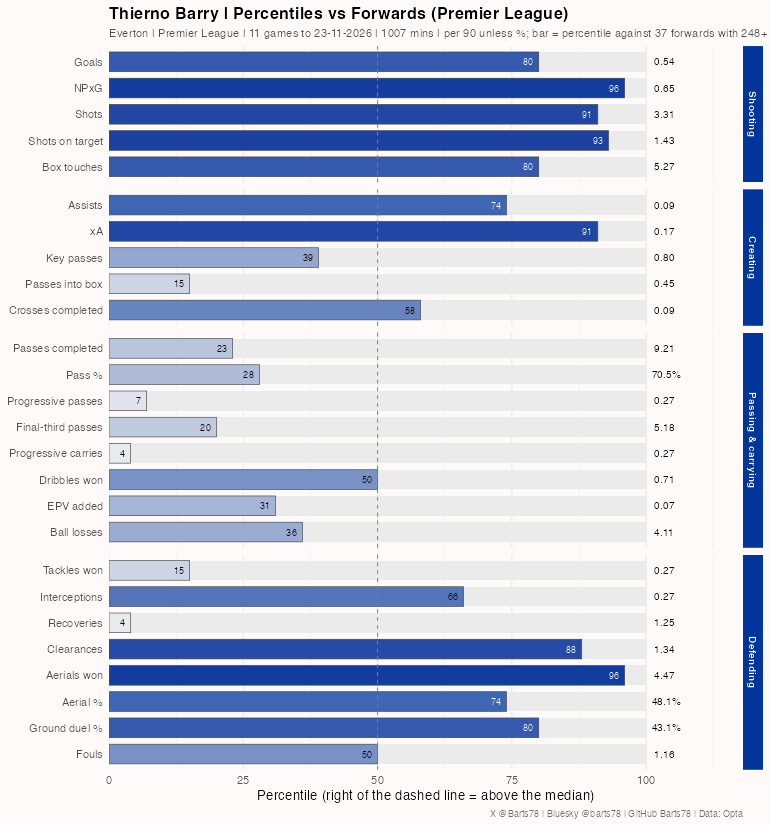 Thierno Barry | Percentiles vs Forwards (Premier League)
Everton | Premier League | 11 games to 23-11-2026 | 1007 mins | per 90 unless %; bar = percentile against 37 forwards with 248+
Goals 80 0.54
NPxG 96 0.65
Shots 91 3.31
Shots on target 93 1.43
Box touches 80 5.27
Shooting
Assists 74 0.09
xA 91 0.17
Key passes 39 0.80
Passes into box 15 0.45
Crosses completed 58 0.09
Creating
Passes completed 23 9.21
Pass % 28 70.5%
Progressive passes 7 0.27
Final-third passes 20 5.18
Progressive carries 4 0.27
Dribbles won 50 0.71
EPV added 31 0.07
Ball losses 36 4.11
Passing & carrying
Tackles won 15 0.27
Interceptions 66 0.27
Recoveries 4 1.25
Clearances 88 1.34
Aerials won 96 4.47
Aerial % 74 48.1%
Ground duel % 80 43.1%
Fouls 50 1.16
Defending
0 25 50 75 100
Percentile (right of the dashed line = above the median)
X @Barts78 | Bluesky @barts78 | GitHub Barts78 | Data: Opta